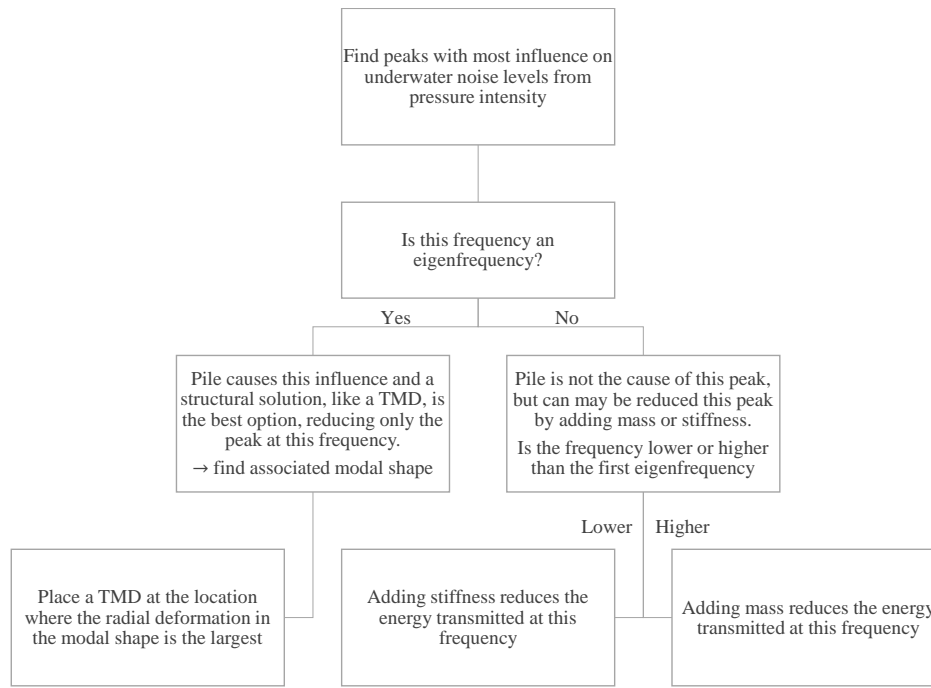 Find peaks with most influence on
underwater noise levels from
pressure intensity
Is this frequency an
eigenfrequency?
Yes
No
Pile causes this influence and a
structural solution, like a TMD, is
the best option, reducing only the
peak at this frequency.
→ find associated modal shape
Pile is not the cause of this peak,
but can may be reduced this peak
by adding mass or stiffness.
Is the frequency lower or higher
than the first eigenfrequency
Lower
Higher
Place a TMD at the location
where the radial deformation in
the modal shape is the largest
Adding stiffness reduces the
energy transmitted at this
frequency
Adding mass reduces the energy
transmitted at this frequency